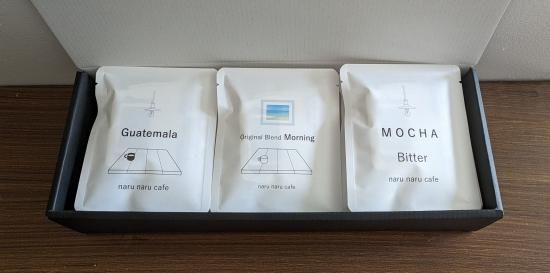 Guatemala
naru naru cafe
Original Blend Morning
naru naru cafe
MOCHA
Bitter
naru naru cafe